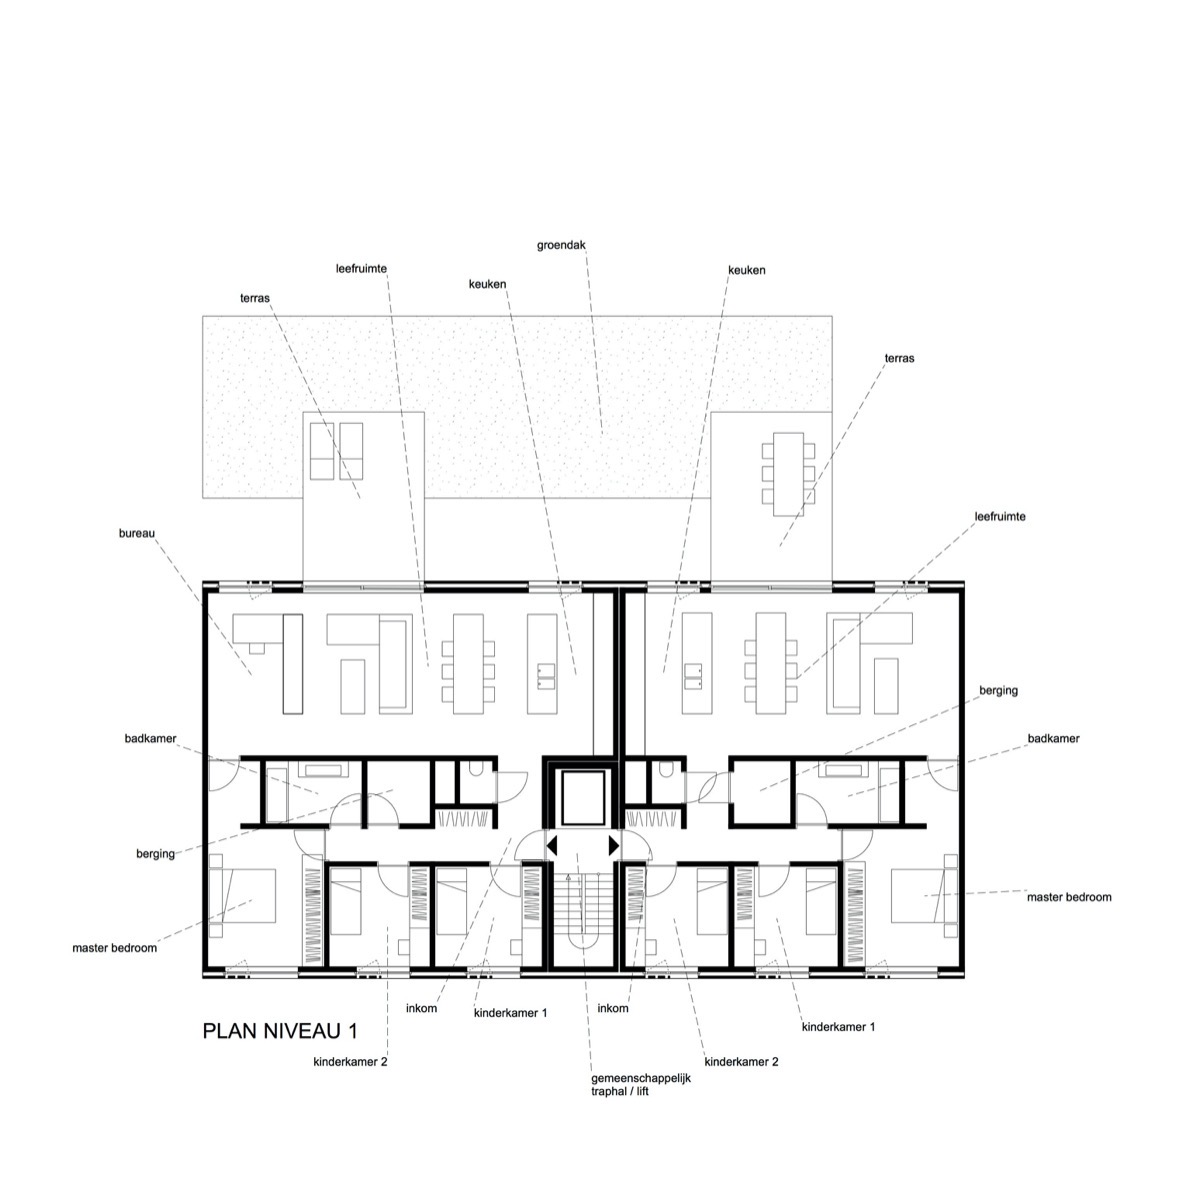 groendak
leefruimte
keuken
keuken
terras
terras
leefruimte
bureau
berging
badkamer
badkamer
berging
master bedroom
master bedroom
inkom
kinderkamer 1
inkom
kinderkamer 1
PLAN NIVEAU 1
kinderkamer 2
kinderkamer 2
gemeenschappelijk
traphal / lift